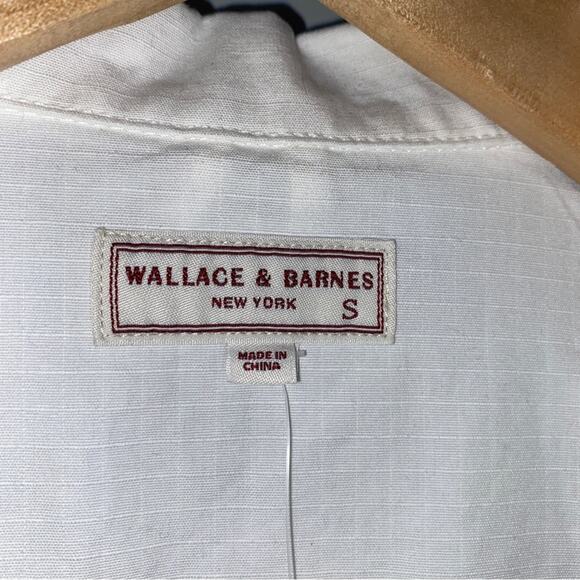 WALLACE & BARNES
NEW YORK
S
MADE IN
CHINA